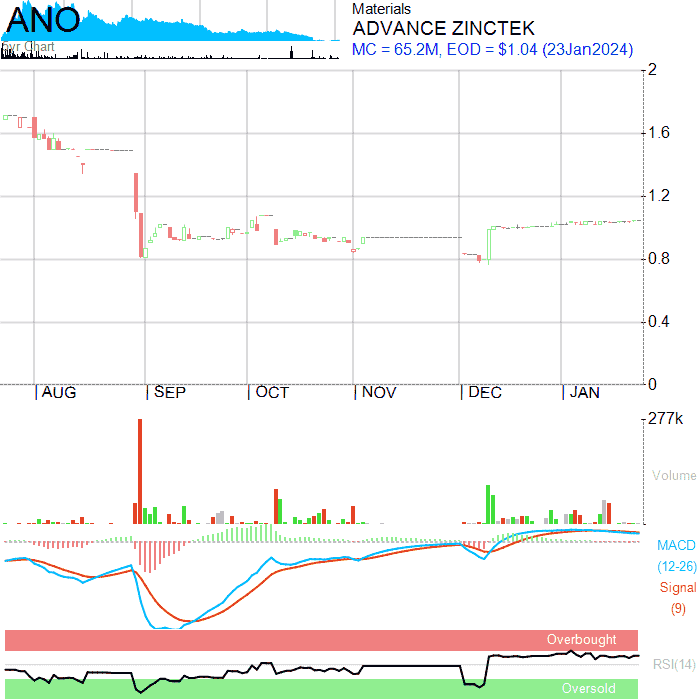 ANO
Materials
ADVANCE ZINCTEK
MC = 65.2M, EOD = $1.04 (23Jan2024)
Chart
2
1.6
1.2
0.8
0.4
0
AUG
SEP
OCT
NOV
DEC
JAN
277k
Volume
MACD
(12-26)
Signal
(9)
Overbought
RSI(14)
Oversold